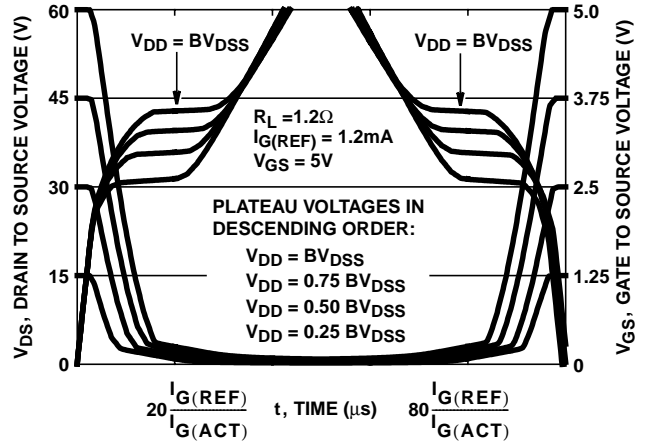 60
45
30
15
0
V_DS, DRAIN TO SOURCE VOLTAGE (V)
5.0
3.75
2.5
1.25
0
V_GS, GATE TO SOURCE VOLTAGE (V)
V_DD = BV_DSS
V_DD = BV_DSS
R_L =1.2Ω
I_G(REF) = 1.2mA
V_GS = 5V
PLATEAU VOLTAGES IN
DESCENDING ORDER:
V_DD = BV_DSS
V_DD = 0.75 BV_DSS
V_DD = 0.50 BV_DSS
V_DD = 0.25 BV_DSS
20 I_G(REF) / I_G(ACT)
t, TIME (µs)
80 I_G(REF) / I_G(ACT)